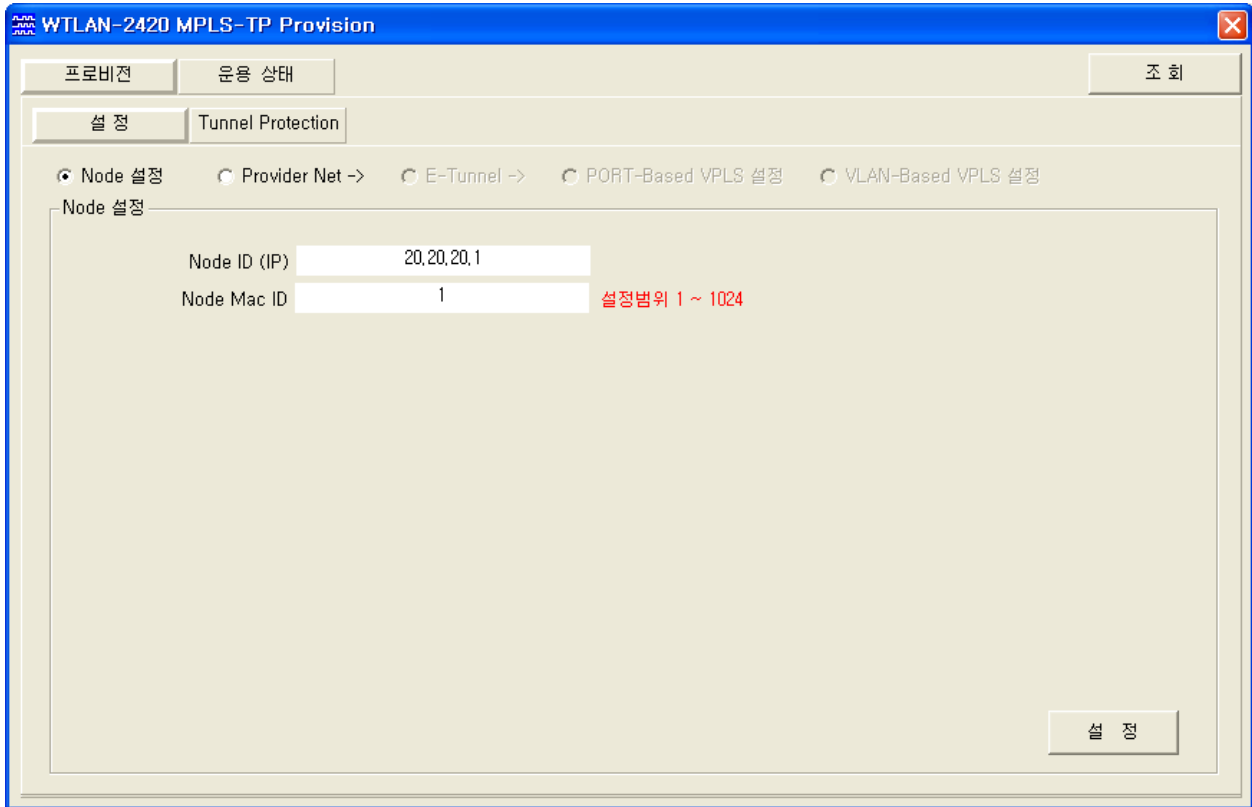 WTLAN-2420 MPLS-TP Provision
프로비전 운용 상태 조 회
설 정 Tunnel Protection
Node 설정 Provider Net -> E-Tunnel -> PORT-Based VPLS 설정 VLAN-Based VPLS 설정
Node 설정
Node ID (IP) 20,20,20,1
Node Mac ID 1 설정범위 1 ~ 1024
설 정